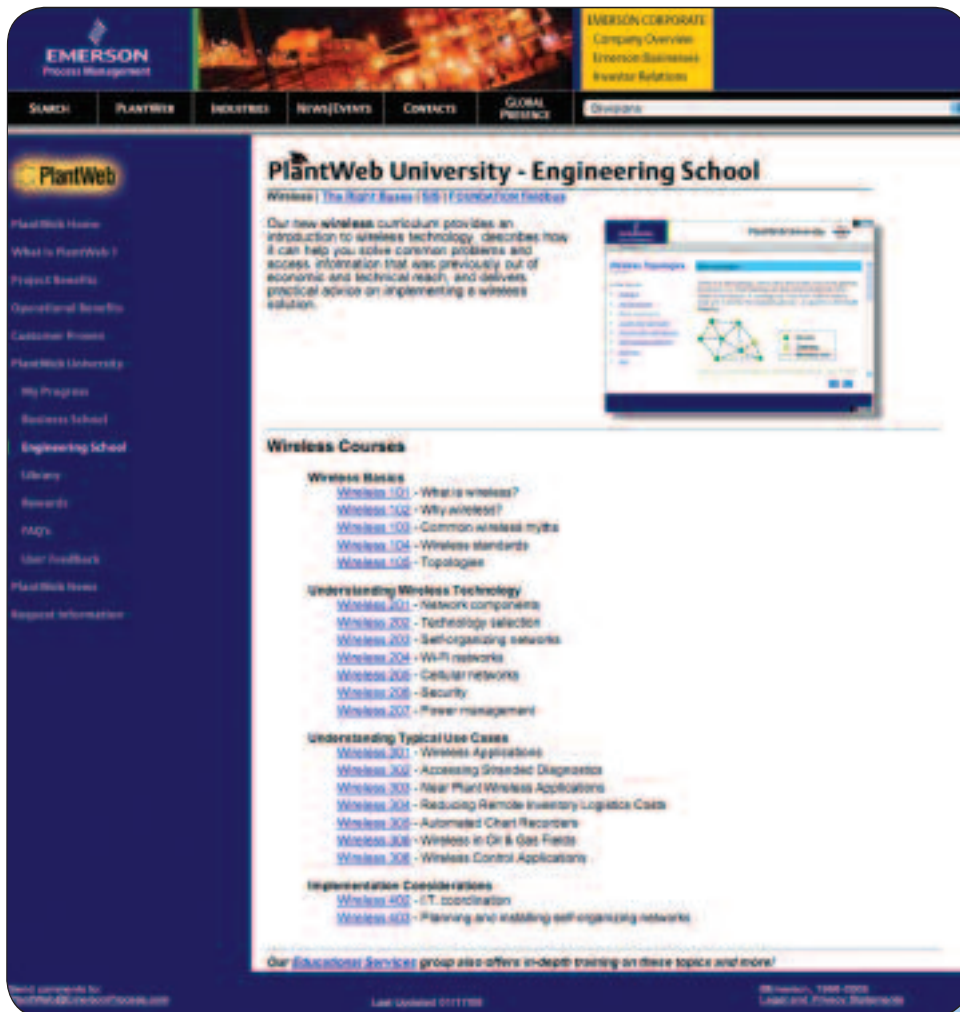 EMERSON
Process Management
EMERSON CORPORATE
Company Overview
Emerson Businesses
Investor Relations
SEARCH
PLANTWEB
INDUSTRIES
NEWS|EVENTS
CONTACTS
GLOBAL PRESENCE
Divisions
PlantWeb
PlantWeb Home
What is PlantWeb ?
Project Benefits
Operational Benefits
Customer Proven
PlantWeb University
My Progress
Business School
Engineering School
Library
Rewards
FAQ's
User Feedback
PlantWeb News
Request Information
PlantWeb University - Engineering School
Wireless | The Right Buses | SIS | FOUNDATION fieldbus
Our new wireless curriculum provides an
introduction to wireless technology, describes how
it can help you solve common problems and
access information that was previously out of
economic and technical reach, and delivers
practical advice on implementing a wireless
solution.
EMERSON
PlantWeb University
Wireless Topologies
Wireless Courses
Wireless Basics
Wireless 101 - What is wireless?
Wireless 102 - Why wireless?
Wireless 103 - Common wireless myths
Wireless 104 - Wireless standards
Wireless 105 - Topologies
Understanding Wireless Technology
Wireless 201 - Network components
Wireless 202 - Technology selection
Wireless 203 - Self-organizing networks
Wireless 204 - Wi-Fi networks
Wireless 205 - Cellular networks
Wireless 206 - Security
Wireless 207 - Power management
Understanding Typical Use Cases
Wireless 301 - Wireless Applications
Wireless 302 - Accessing Stranded Diagnostics
Wireless 303 - Near Plant Wireless Applications
Wireless 304 - Reducing Remote Inventory Logistics Costs
Wireless 305 - Automated Chart Recorders
Wireless 306 - Wireless in Oil & Gas Fields
Wireless 308 - Wireless Control Applications
Implementation Considerations
Wireless 402 - I.T. coordination
Wireless 403 - Planning and installing self-organizing networks
Our Educational Services group also offers in-depth training on these topics and more!
Send comments to:
PlantWeb@EmersonProcess.com
Last Updated
©Emerson, 1996-
Legal and Privacy Statements